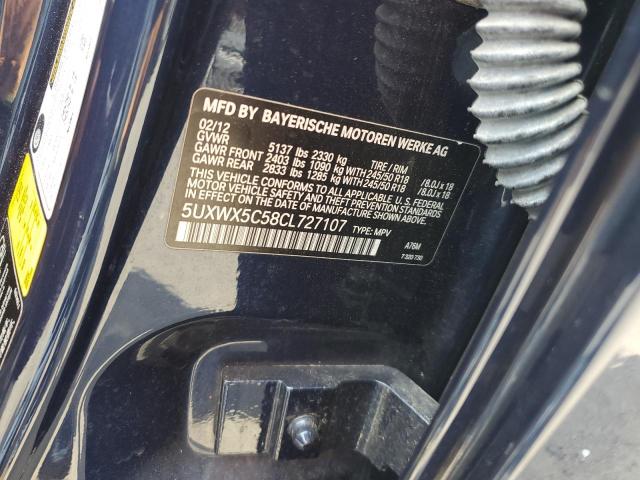 MFD BY BAYERISCHE MOTOREN WERKE AG
02/12
GVWR 5137 lbs 2330 kg TIRE / RIM
GAWR FRONT 2403 lbs 1090 kg WITH 245/50 R18 / 8.0J x 18
GAWR REAR 2833 lbs 1285 kg WITH 245/50 R18 / 8.0J x 18
THIS VEHICLE CONFORMS TO ALL APPLICABLE U.S. FEDERAL
MOTOR VEHICLE SAFETY AND THEFT PREVENTION STANDARDS
IN EFFECT ON THE DATE OF MANUFACTURE SHOWN ABOVE.
5UXWX5C58CL727107 TYPE: MPV
A76M
7 320 730